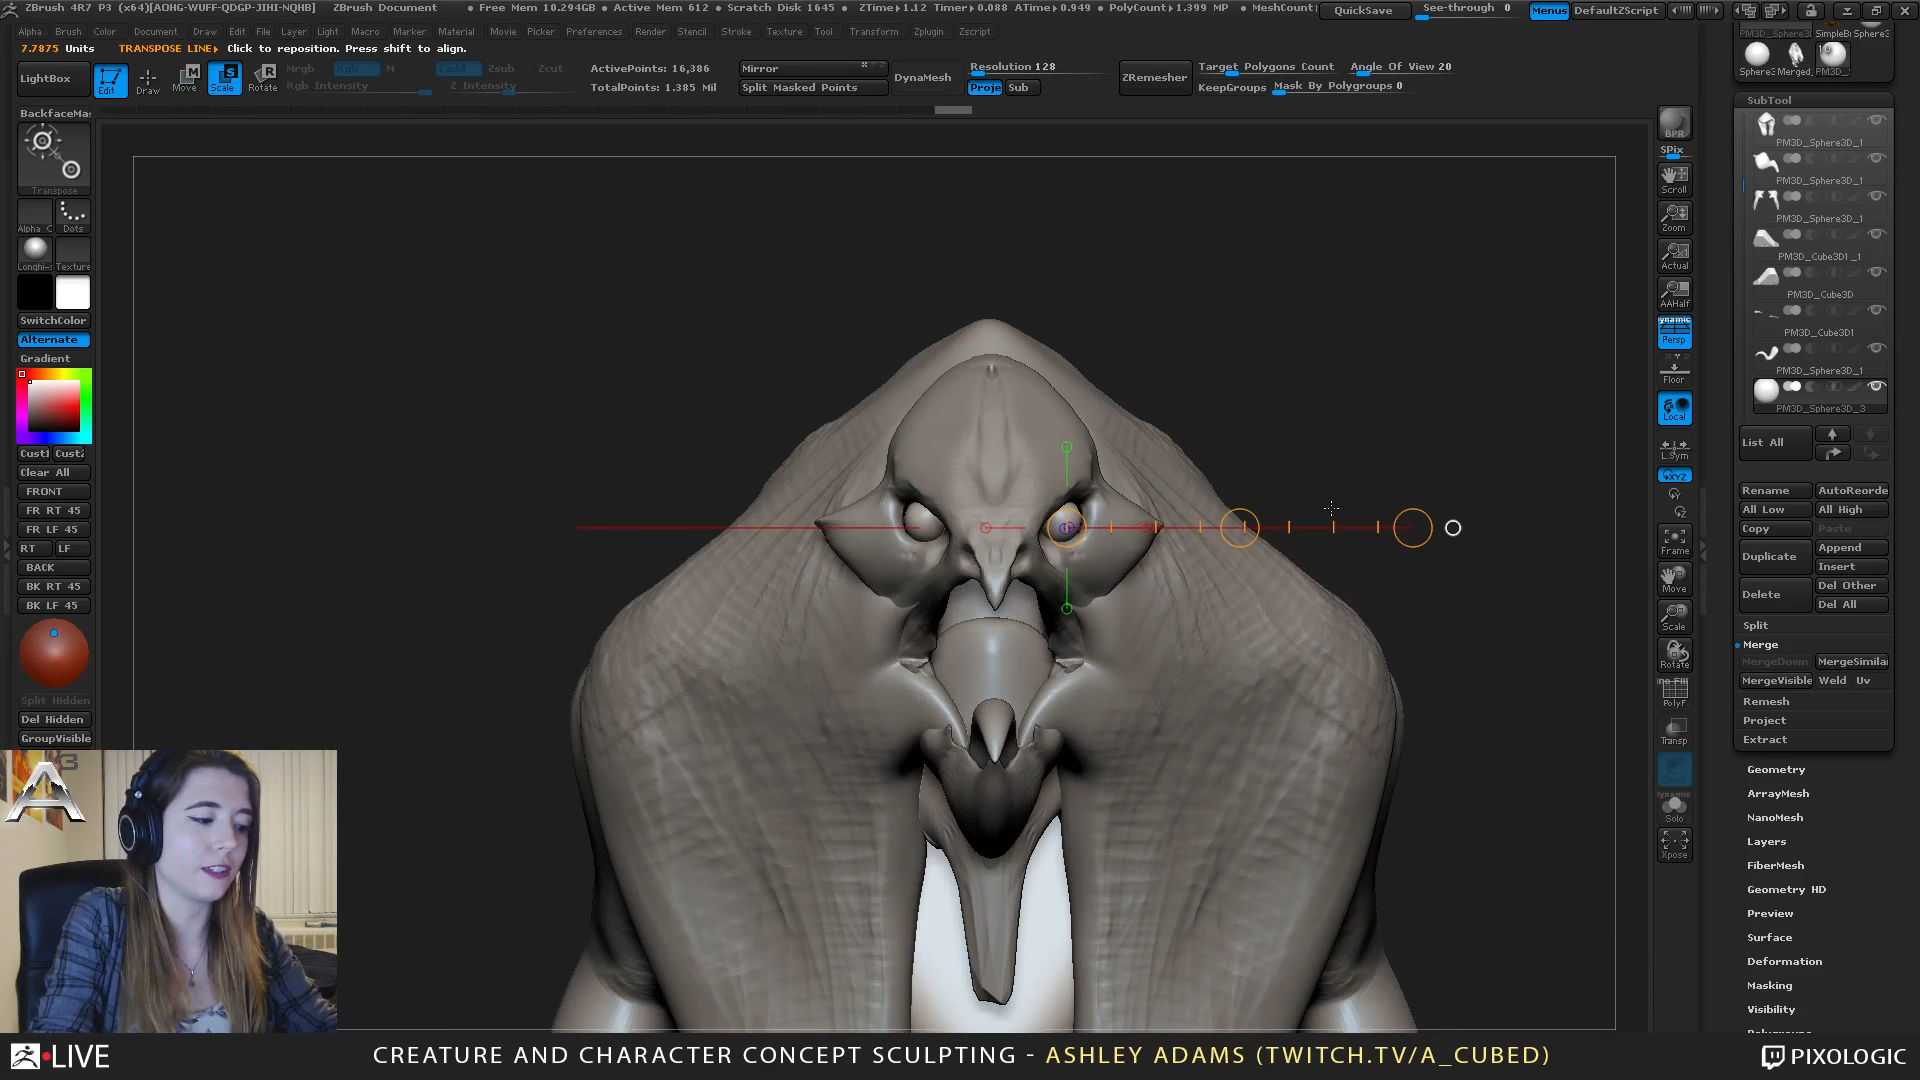 ZBrush 4R7 P3 (x64)[AOHG-WUFF-QDGP-JIHI-NQHB] ZBrush Document • Free Mem 10.294GB • Active Mem 612 • Scratch Disk 1645 • ZTime▸1.12 Timer▸0.088 ATime▸0.949 • PolyCount▸1.399 MP • MeshCount QuickSave See-through 0 Menus DefaultZScript
Alpha Brush Color Document Draw Edit File Layer Light Macro Marker Material Movie Picker Preferences Render Stencil Stroke Texture Tool Transform Zplugin Zscript
7.7875 Units TRANSPOSE LINE▸ Click to reposition. Press shift to align.
LightBox Edit Draw Move Scale Rotate
Mrgb Rgb M Zadd Zsub Zcut
Rgb Intensity Z Intensity
ActivePoints: 16,386
TotalPoints: 1.385 Mil
Mirror
Split Masked Points
DynaMesh
Resolution 128
Proje Sub
ZRemesher
Target Polygons Count Angle Of View 20
KeepGroups Mask By Polygroups 0
BackfaceMas
Transpose
Alpha Dots
Texture
SwitchColor
Alternate
Gradient
Cust1 Cust2
Clear All
FRONT
FR RT 45
FR LF 45
RT LF
BACK
BK RT 45
BK LF 45
Split Hidden
Del Hidden
GroupVisible
BPR
SPix
Scroll
Zoom
Actual
AAHalf
Persp
Floor
Local
L.Sym
Frame
Move
Scale
Rotate
PolyF
Transp
Ghost
Dynamic
Solo
Xpose
SubTool
PM3D_Sphere3D_1
PM3D_Sphere3D_1
PM3D_Sphere3D_1
PM3D_Cube3D1_1
PM3D_Cube3D
PM3D_Cube3D1
PM3D_Sphere3D_1
PM3D_Sphere3D_3
List All
Rename AutoReorde
All Low All High
Copy Paste
Duplicate Append
Insert
Delete Del Other
Del All
Split
Merge
MergeDown MergeSimila
MergeVisible Weld Uv
Remesh
Project
Extract
Geometry
ArrayMesh
NanoMesh
Layers
FiberMesh
Geometry HD
Preview
Surface
Deformation
Masking
Visibility
LIVE CREATURE AND CHARACTER CONCEPT SCULPTING - ASHLEY ADAMS (TWITCH.TV/A_CUBED) PIXOLOGIC